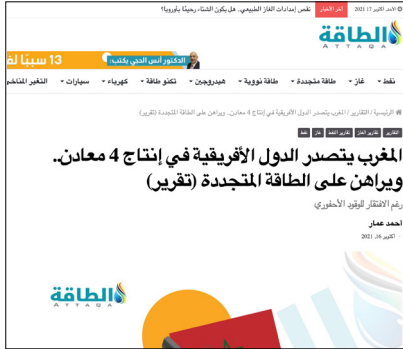 الأحد, أكتوبر 17 2021 أخر الأخبار نقص إمدادات الغاز الطبيعي.. هل يكون الشتاء رحيمًا بأوروبا؟
الطاقة
ATTAQA
الدكتور أنس الحجي يكتب:
13 سببًا
نفط غاز طاقة متجددة طاقة نووية هيدروجين تكنو طاقة كهرباء سيارات التغير المناخي
الرئيسية / التقارير / المغرب يتصدر الدول الأفريقية في إنتاج 4 معادن.. ويراهن على الطاقة المتجددة (تقرير)
التقارير تقارير الغاز تقارير النفط غاز نفط
المغرب يتصدر الدول الأفريقية في إنتاج 4 معادن..
ويراهن على الطاقة المتجددة (تقرير)
رغم الافتقار للوقود الأحفوري
أحمد عمار
أكتوبر 16, 2021
الطاقة
ATTAQA